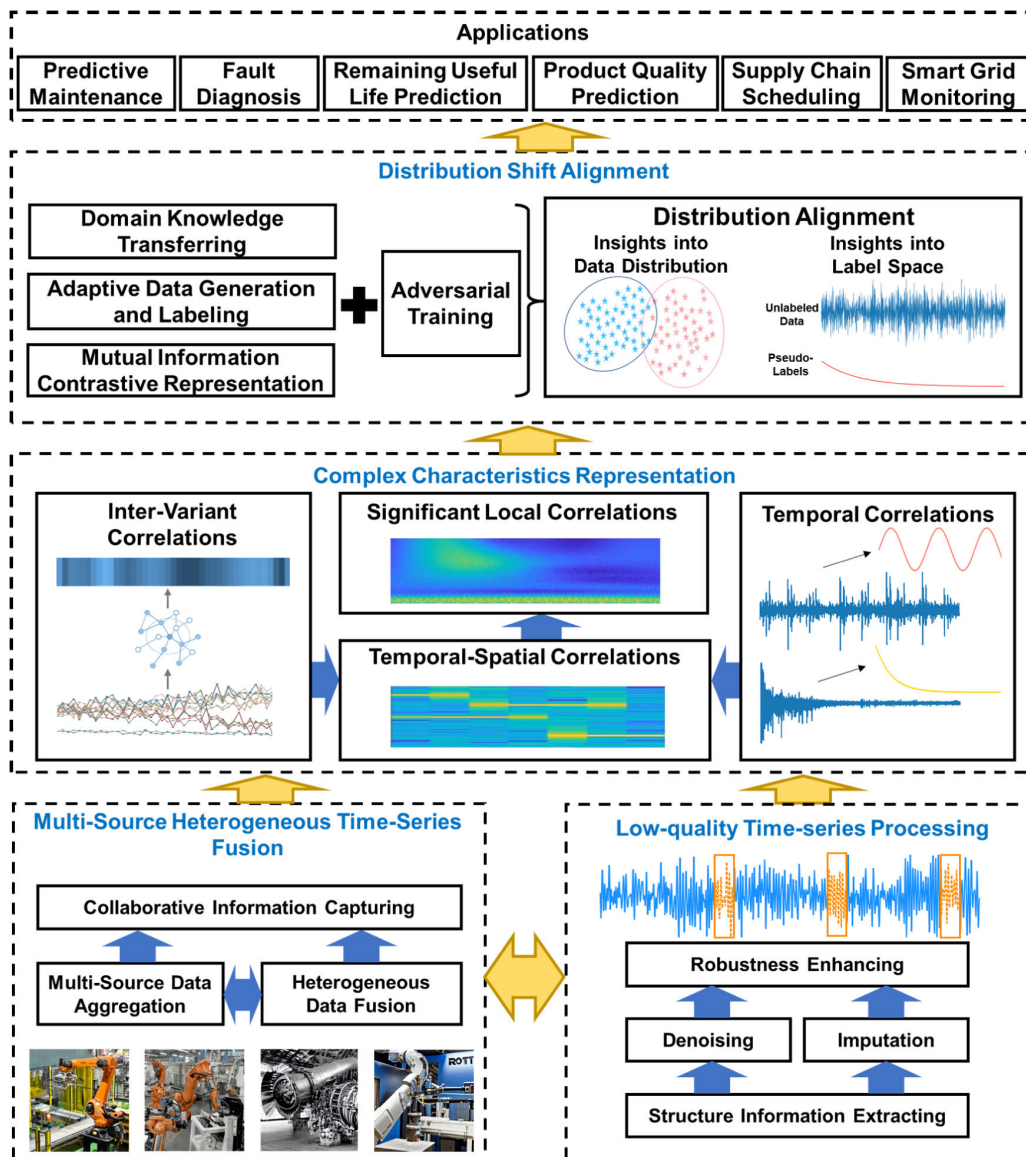 Applications
Predictive
Maintenance
Fault
Diagnosis
Remaining Useful
Life Prediction
Product Quality
Prediction
Supply Chain
Scheduling
Smart Grid
Monitoring
Distribution Shift Alignment
Domain Knowledge
Transferring
Adaptive Data Generation
and Labeling
Mutual Information
Contrastive Representation
Adversarial
Training
Distribution Alignment
Insights into
Data Distribution
Insights into
Label Space
Unlabeled
Data
Pseudo-
Labels
Complex Characteristics Representation
Inter-Variant
Correlations
Significant Local Correlations
Temporal-Spatial Correlations
Temporal Correlations
Multi-Source Heterogeneous Time-Series
Fusion
Collaborative Information Capturing
Multi-Source Data
Aggregation
Heterogeneous
Data Fusion
ROTT
Low-quality Time-series Processing
Robustness Enhancing
Denoising
Imputation
Structure Information Extracting